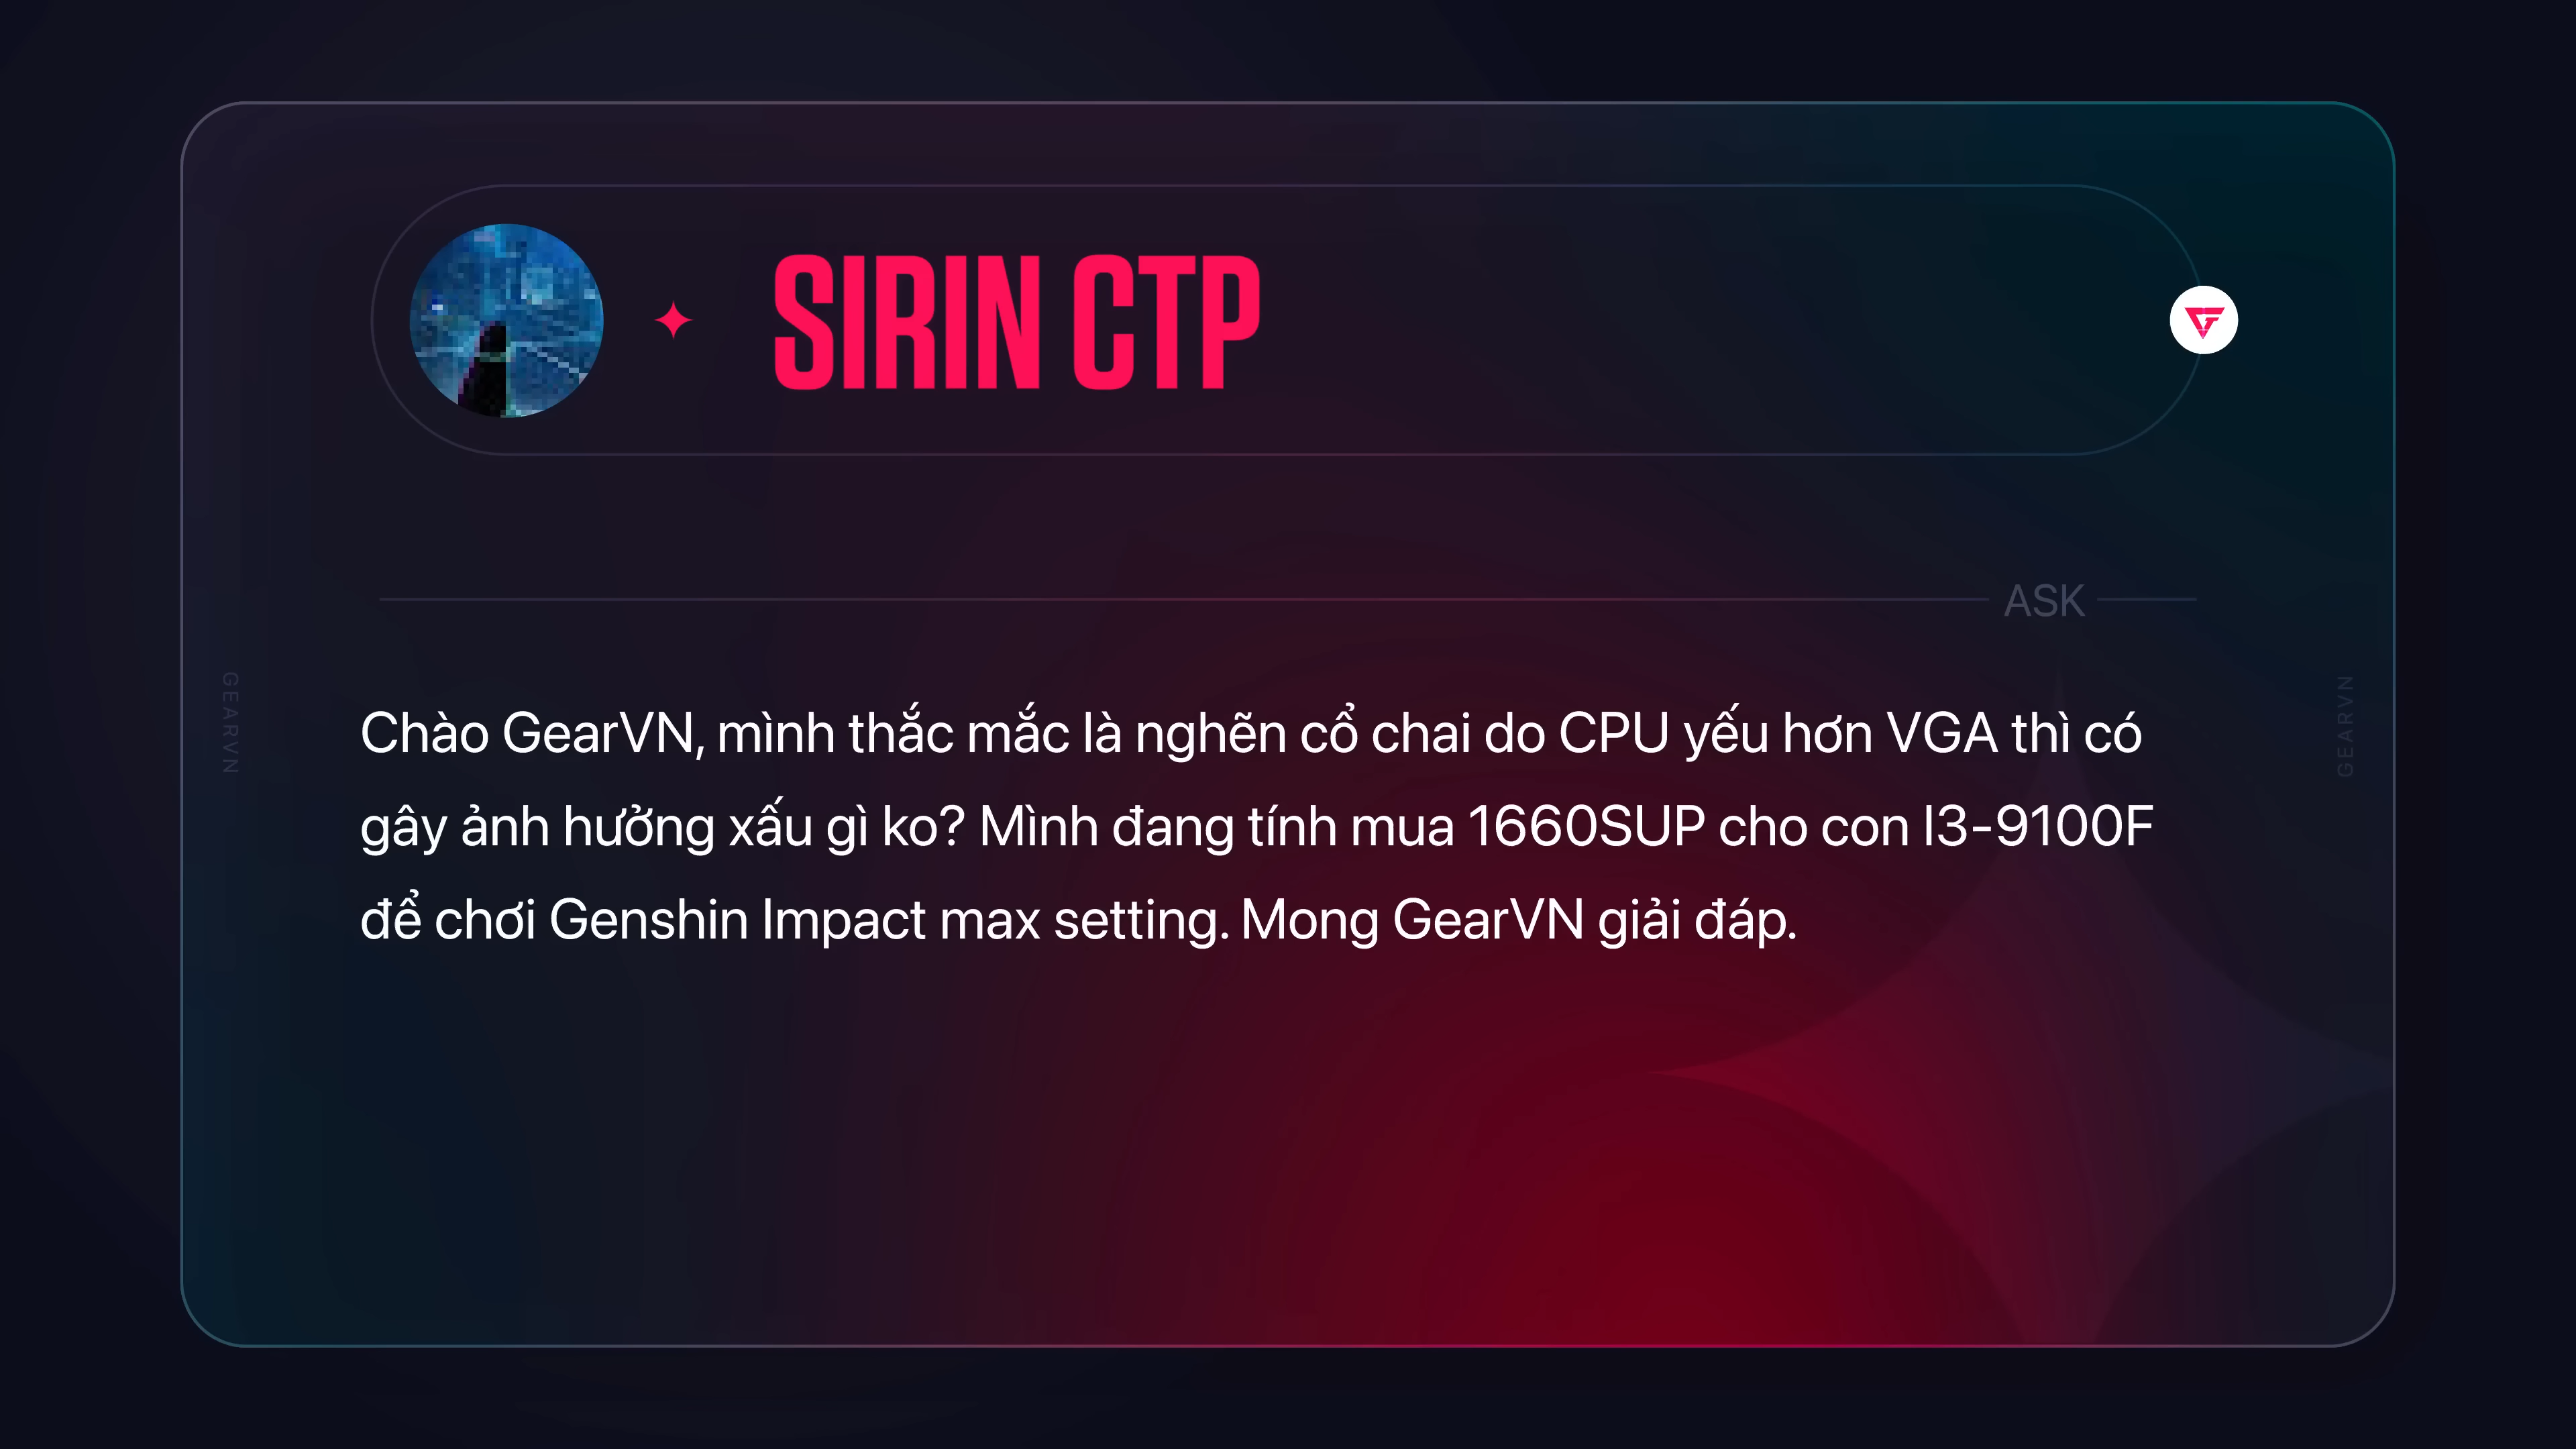 SIRIN CTP
ASK
GEARVN
Chào GearVN, mình thắc mắc là nghẽn cổ chai do CPU yếu hơn VGA thì có
gây ảnh hưởng xấu gì ko? Mình đang tính mua 1660SUP cho con I3-9100F
để chơi Genshin Impact max setting. Mong GearVN giải đáp.
GEARVN